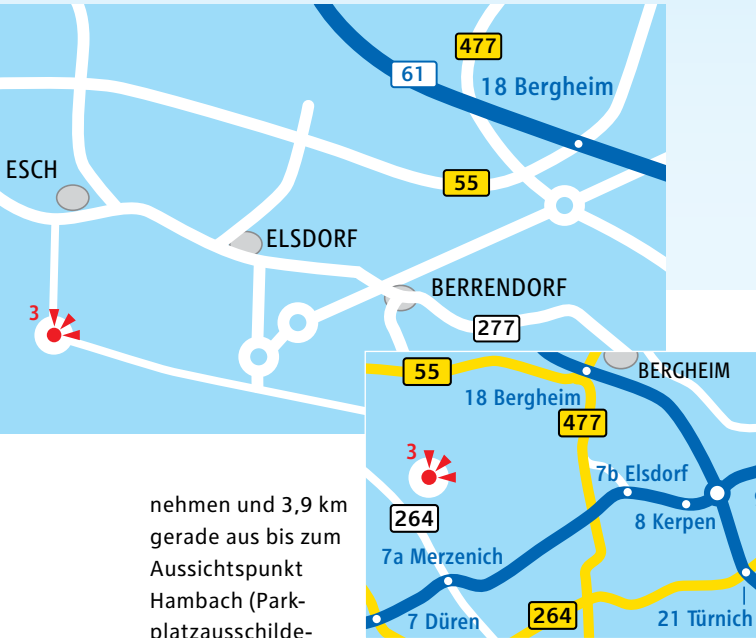 477
61
18 Bergheim
ESCH
55
ELSDORF
BERRENDORF
3
277
BERGHEIM
55
18 Bergheim
477
3
7b Elsdorf
264
8 Kerpen
7a Merzenich
7 Düren
264
21 Türnich
nehmen und 3,9 km
gerade aus bis zum
Aussichtspunkt
Hambach (Park-
platzausschilde-